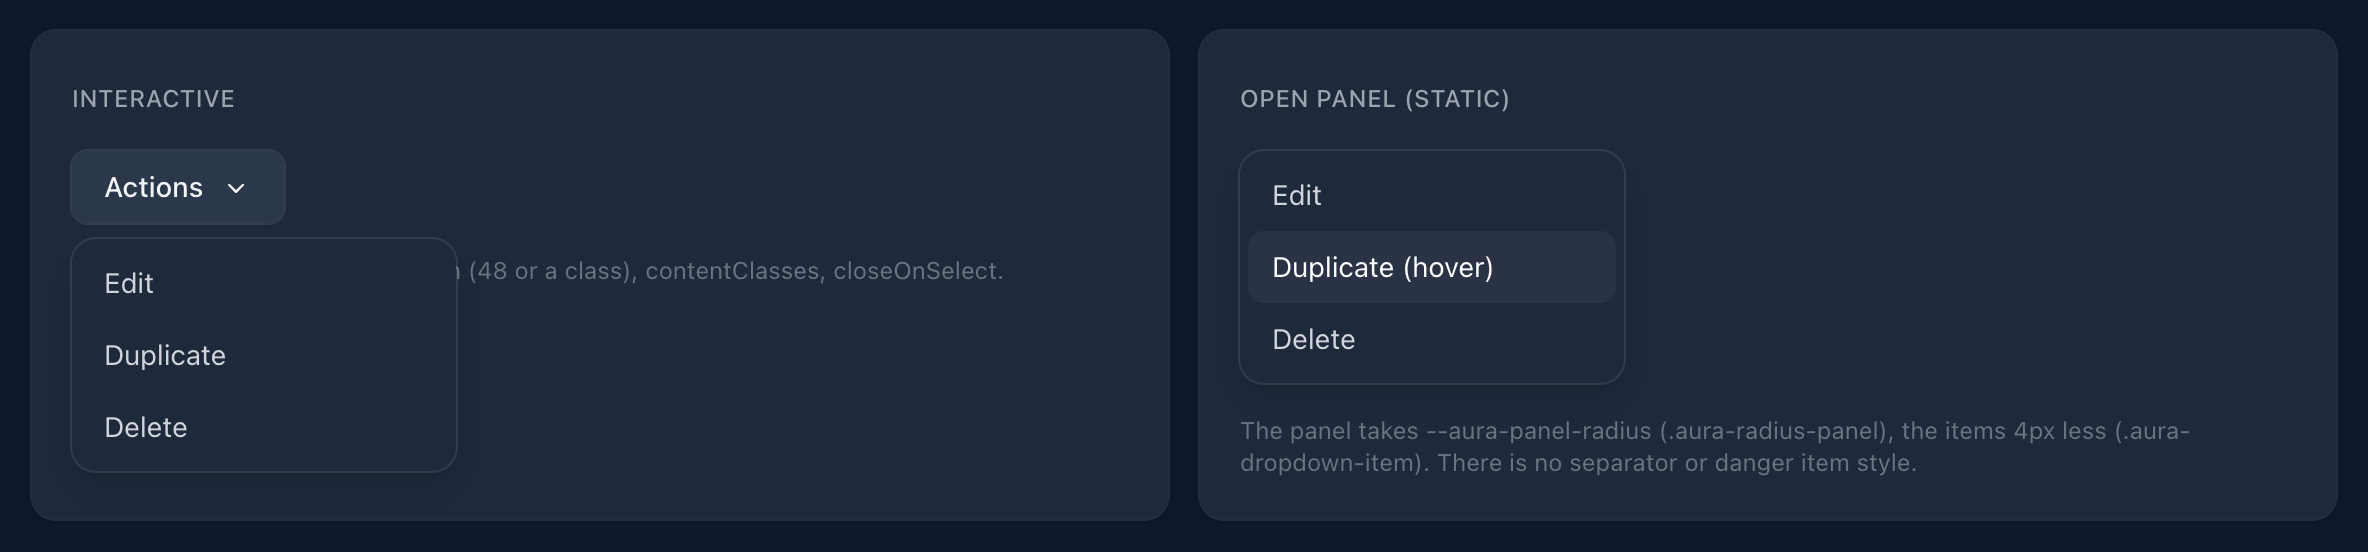 INTERACTIVE
Actions
(48 or a class), contentClasses, closeOnSelect.
Edit
Duplicate
Delete
OPEN PANEL (STATIC)
Edit
Duplicate (hover)
Delete
The panel takes --aura-panel-radius (.aura-radius-panel), the items 4px less (.aura-
dropdown-item). There is no separator or danger item style.